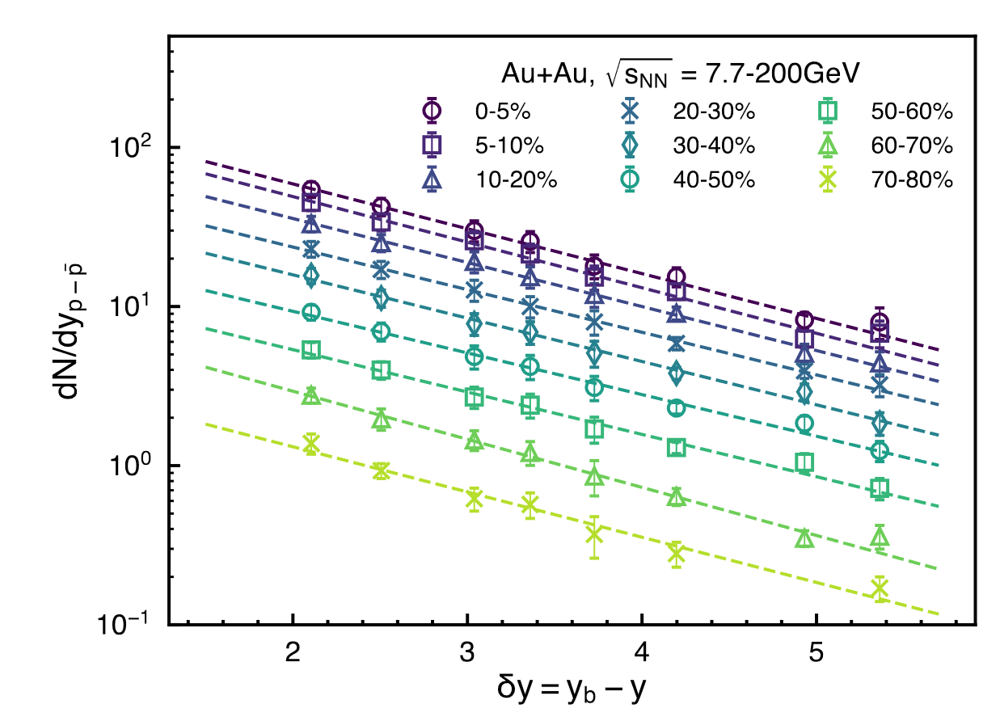 Au+Au, √sNN = 7.7-200GeV
0-5% 20-30% 50-60%
5-10% 30-40% 60-70%
10-20% 40-50% 70-80%
dN/dyp − p̄
10²
10¹
10⁰
10⁻¹
2 3 4 5
δy = yb − y